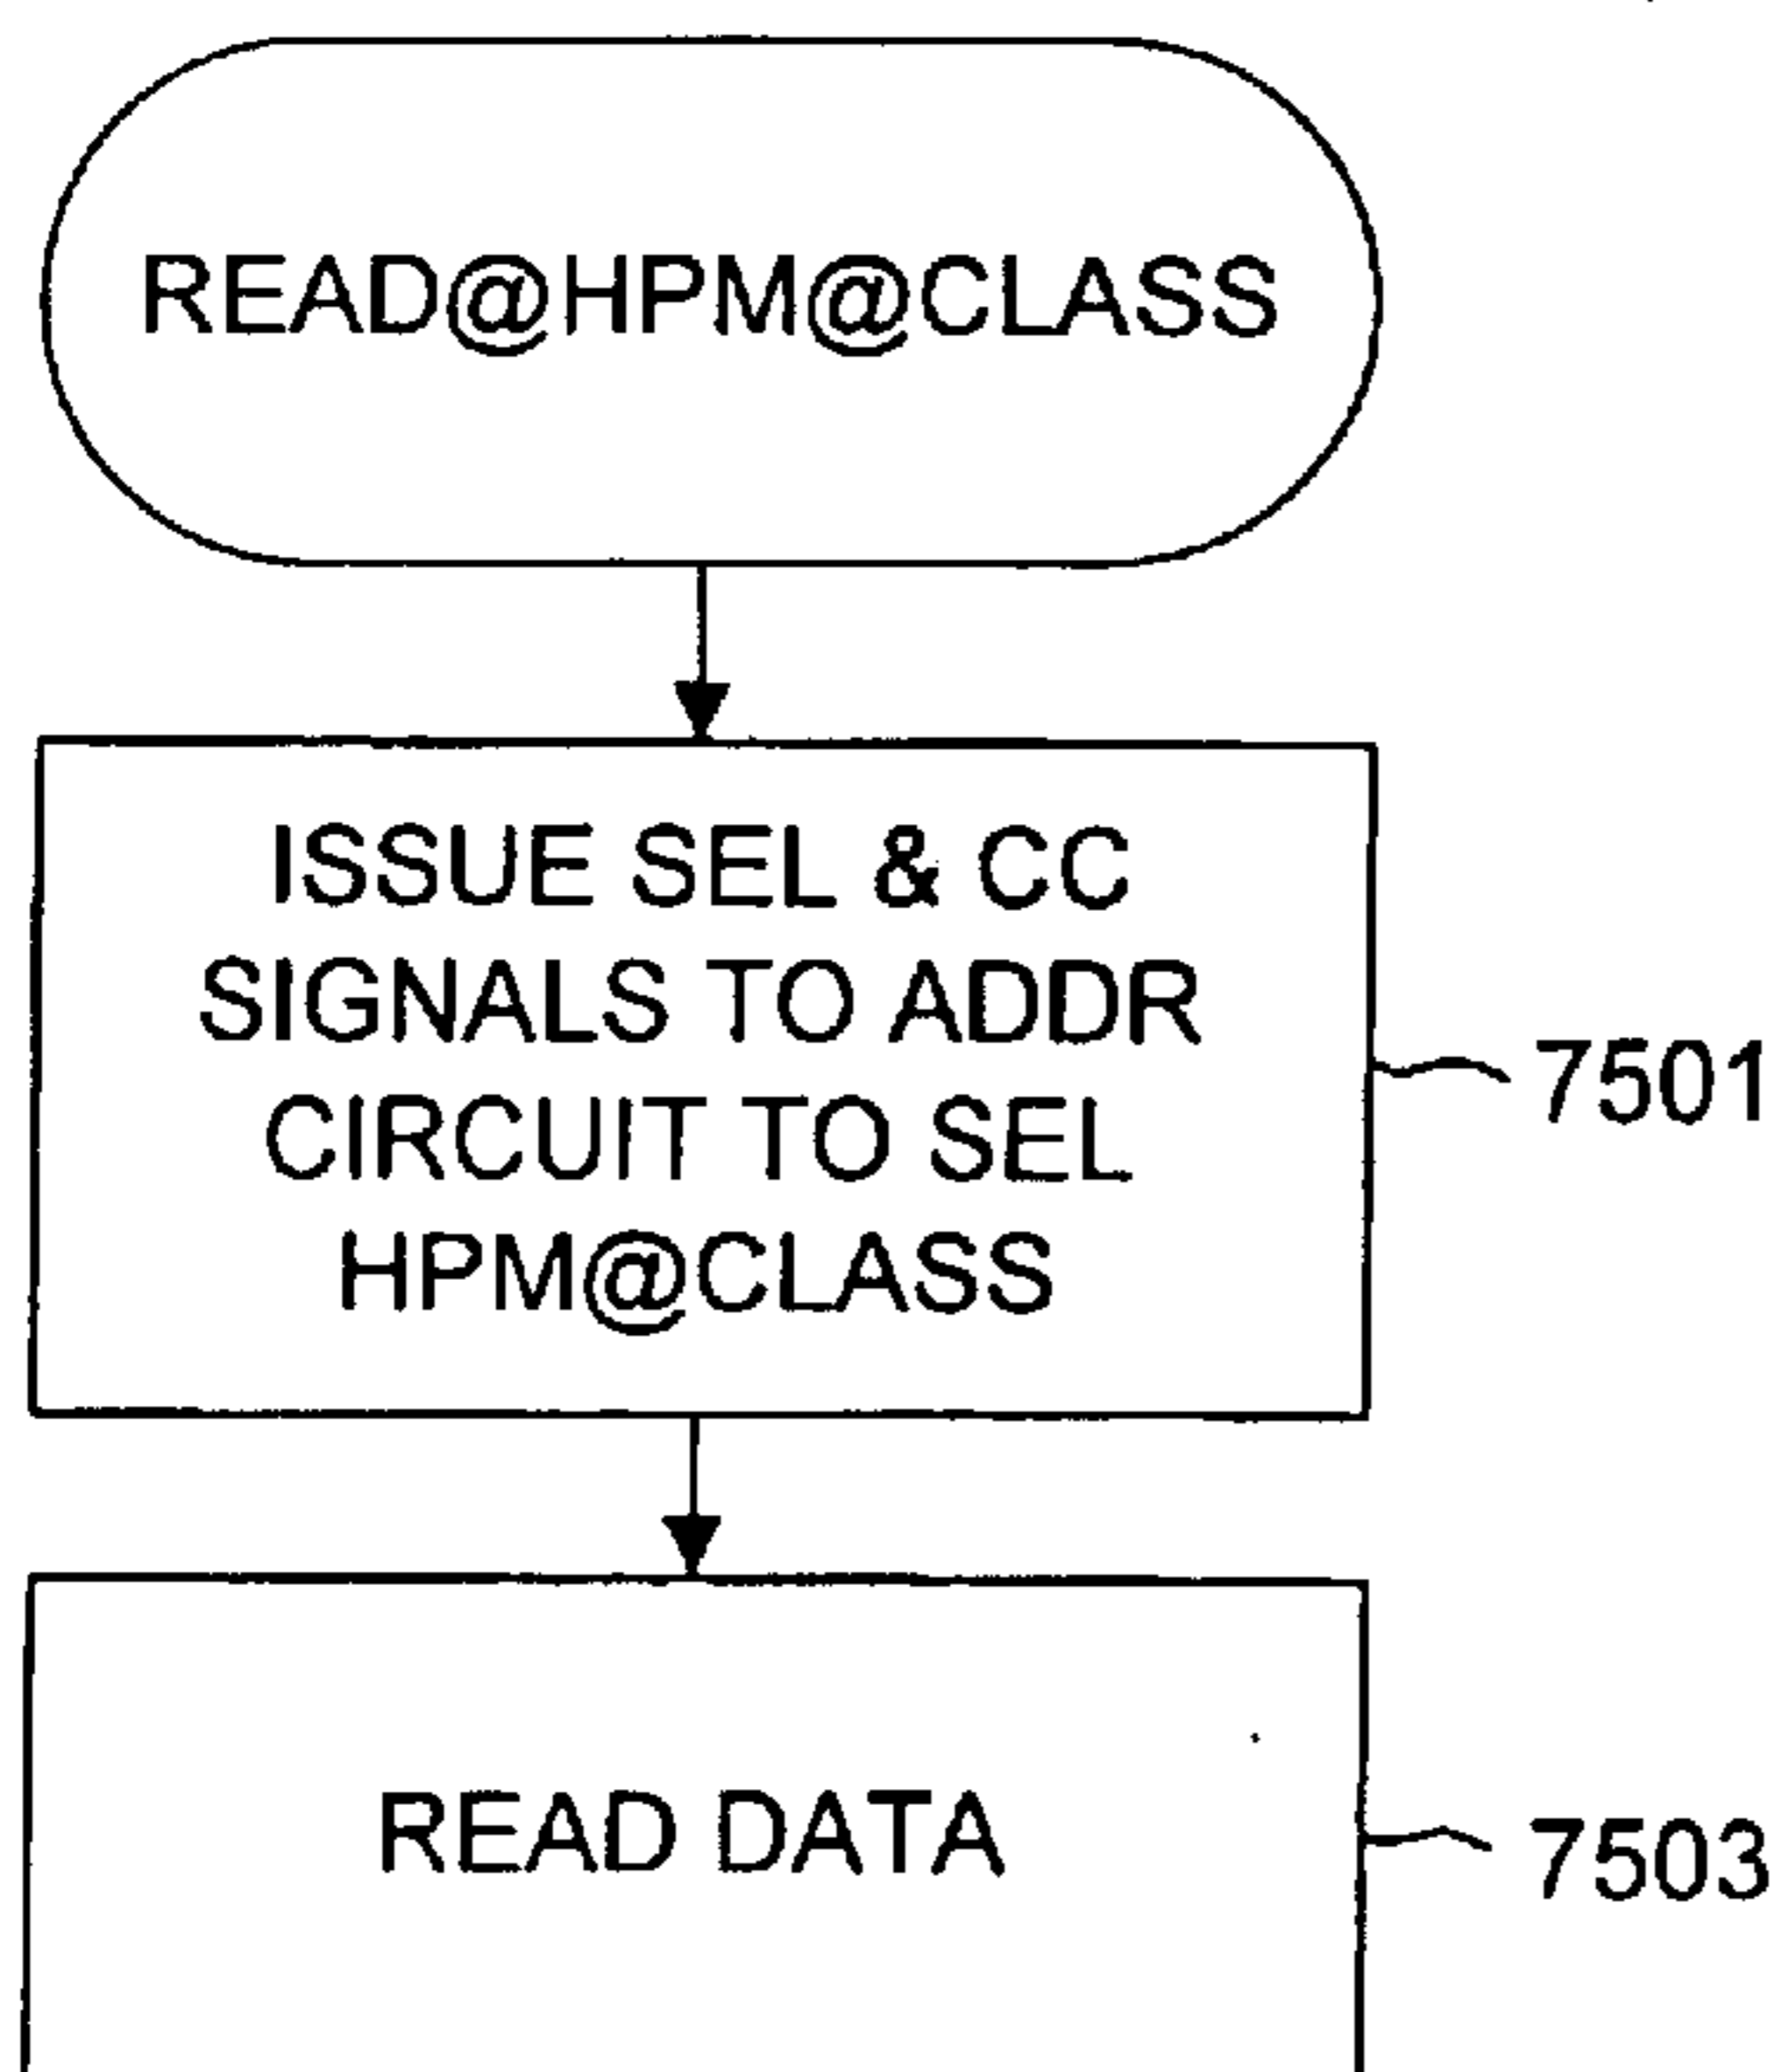 READ@HPM@CLASS
ISSUE SEL & CC
SIGNALS TO ADDR
CIRCUIT TO SEL
HPM@CLASS
7501
READ DATA
7503